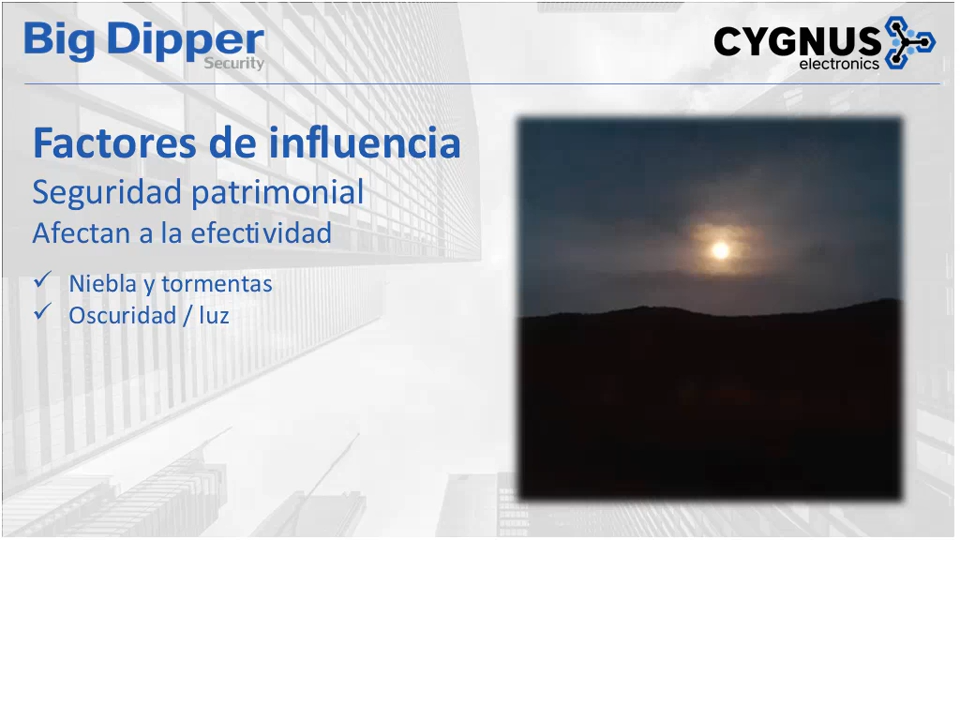 Big Dipper
Security
CYGNUS
electronics
Factores de influencia
Seguridad patrimonial
Afectan a la efectividad
✓ Niebla y tormentas
✓ Oscuridad / luz